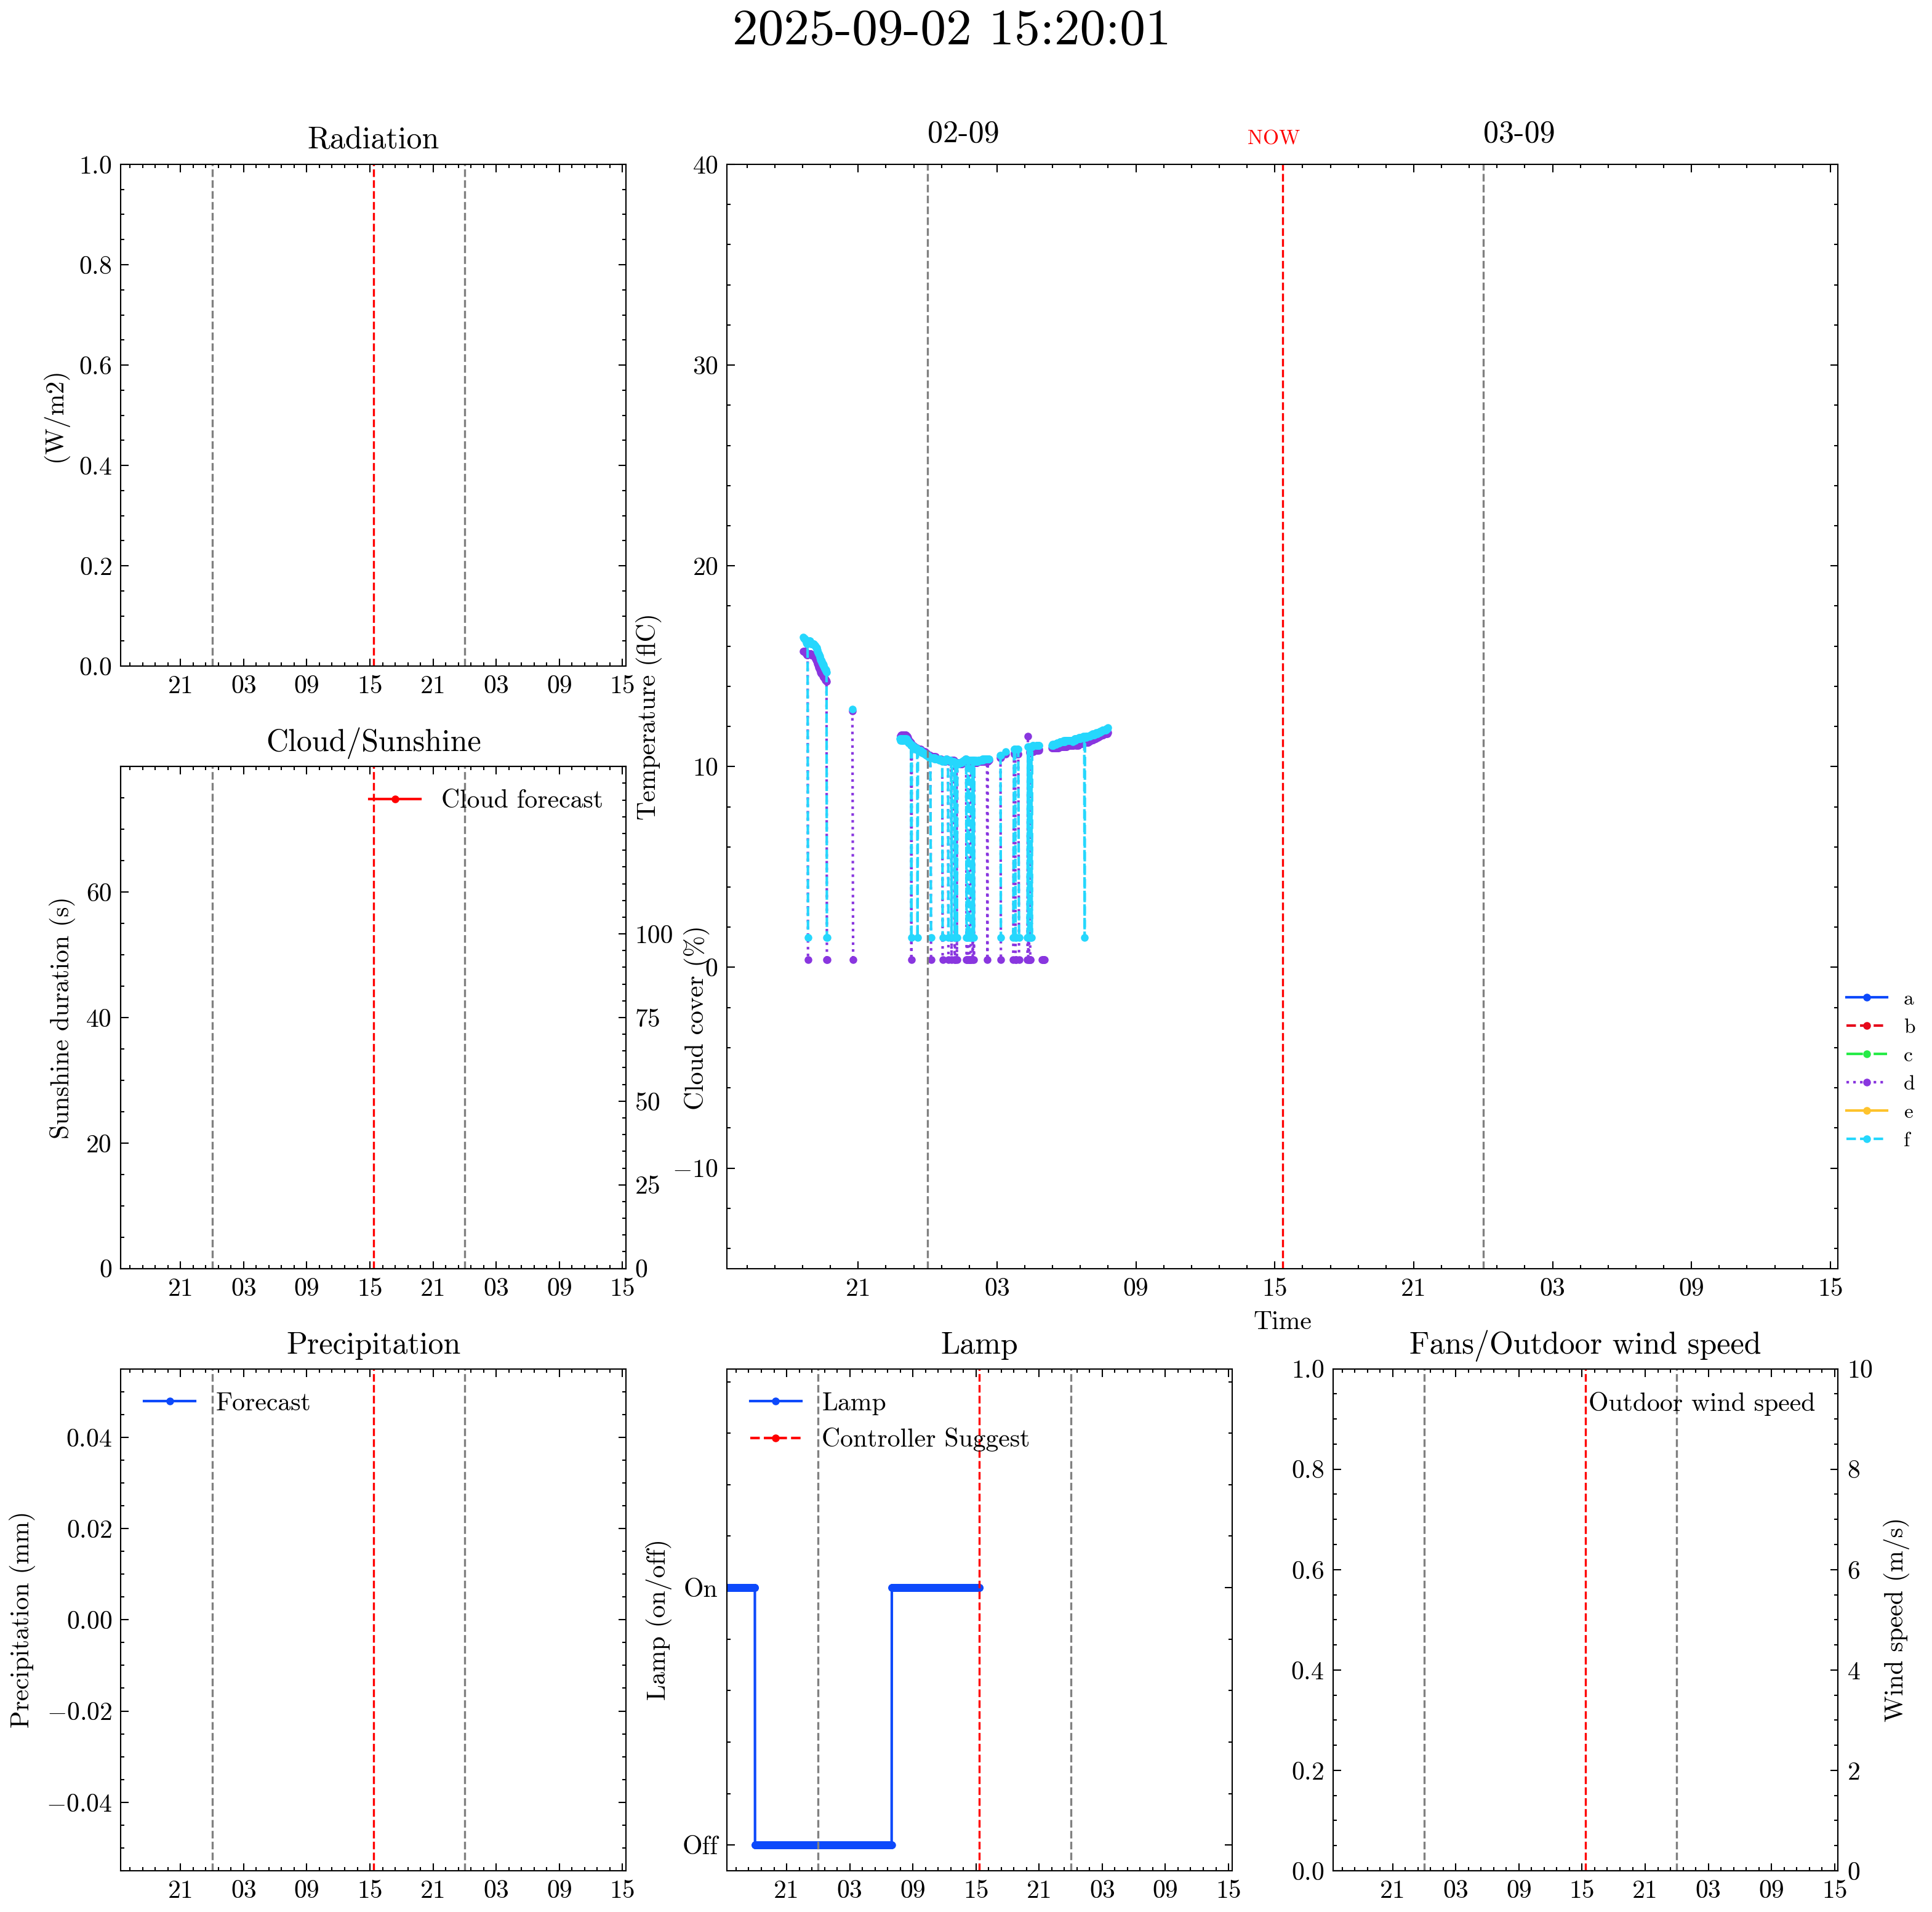 2025-09-02 15:20:01
Radiation
02-09
NOW
03-09
1.0
0.8
0.6
0.4
0.2
0.0
(W/m2)
21 03 09 15 21 03 09 15
40
30
20
10
0
−10
Temperature (flC)
21 03 09 15 21 03 09 15
Time
a
b
c
d
e
f
Cloud/Sunshine
Cloud forecast
60
40
20
0
Sunshine duration (s)
100
75
50
25
0
Cloud cover (%)
21 03 09 15 21 03 09 15
Precipitation
Forecast
0.04
0.02
0.00
−0.02
−0.04
Precipitation (mm)
21 03 09 15 21 03 09 15
Lamp
Lamp
Controller Suggest
On
Off
Lamp (on/off)
21 03 09 15 21 03 09 15
Fans/Outdoor wind speed
Outdoor wind speed
1.0
0.8
0.6
0.4
0.2
0.0
10
8
6
4
2
0
Wind speed (m/s)
21 03 09 15 21 03 09 15